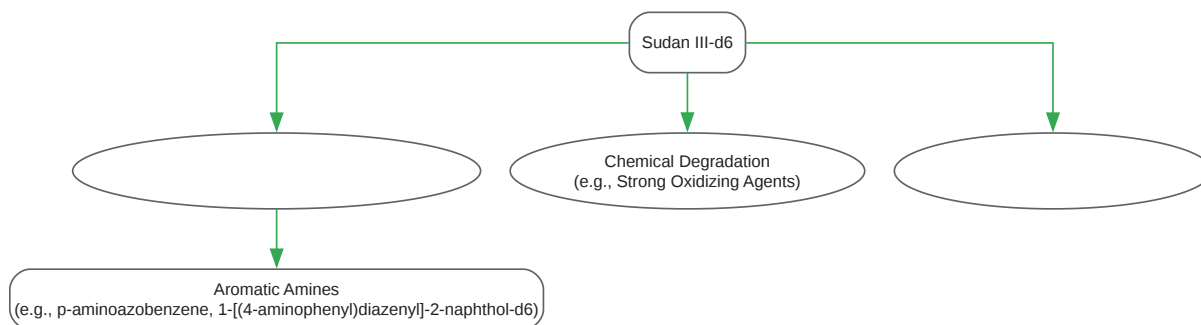 Sudan III-d6
Chemical Degradation
(e.g., Strong Oxidizing Agents)
Aromatic Amines
(e.g., p-aminoazobenzene, 1-[(4-aminophenyl)diazenyl]-2-naphthol-d6)